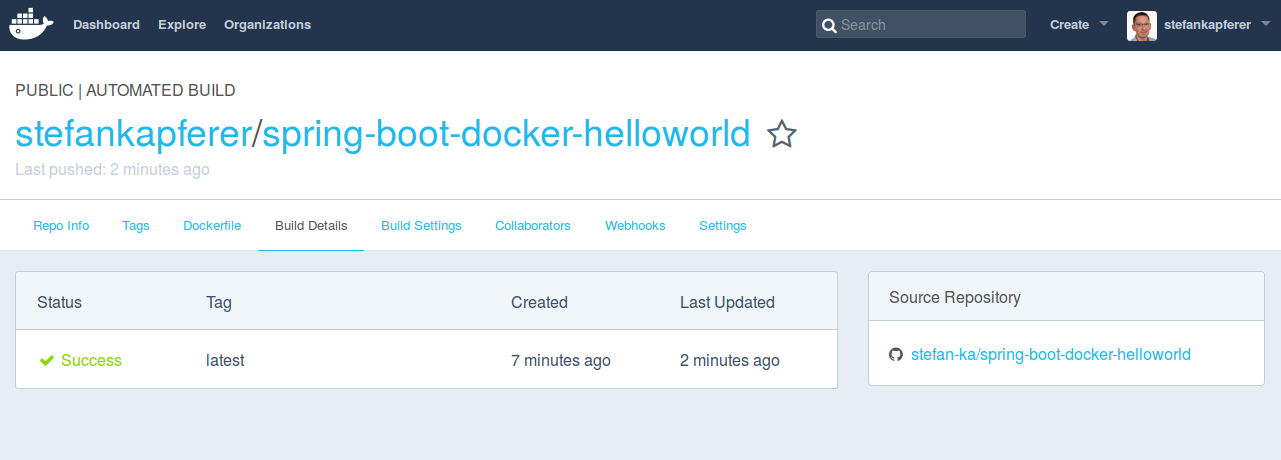 Dashboard Explore Organizations Search Create stefankapferer
PUBLIC | AUTOMATED BUILD
stefankapferer/spring-boot-docker-helloworld
Last pushed: 2 minutes ago
Repo Info Tags Dockerfile Build Details Build Settings Collaborators Webhooks Settings
Status Tag Created Last Updated
Success latest 7 minutes ago 2 minutes ago
Source Repository
stefan-ka/spring-boot-docker-helloworld